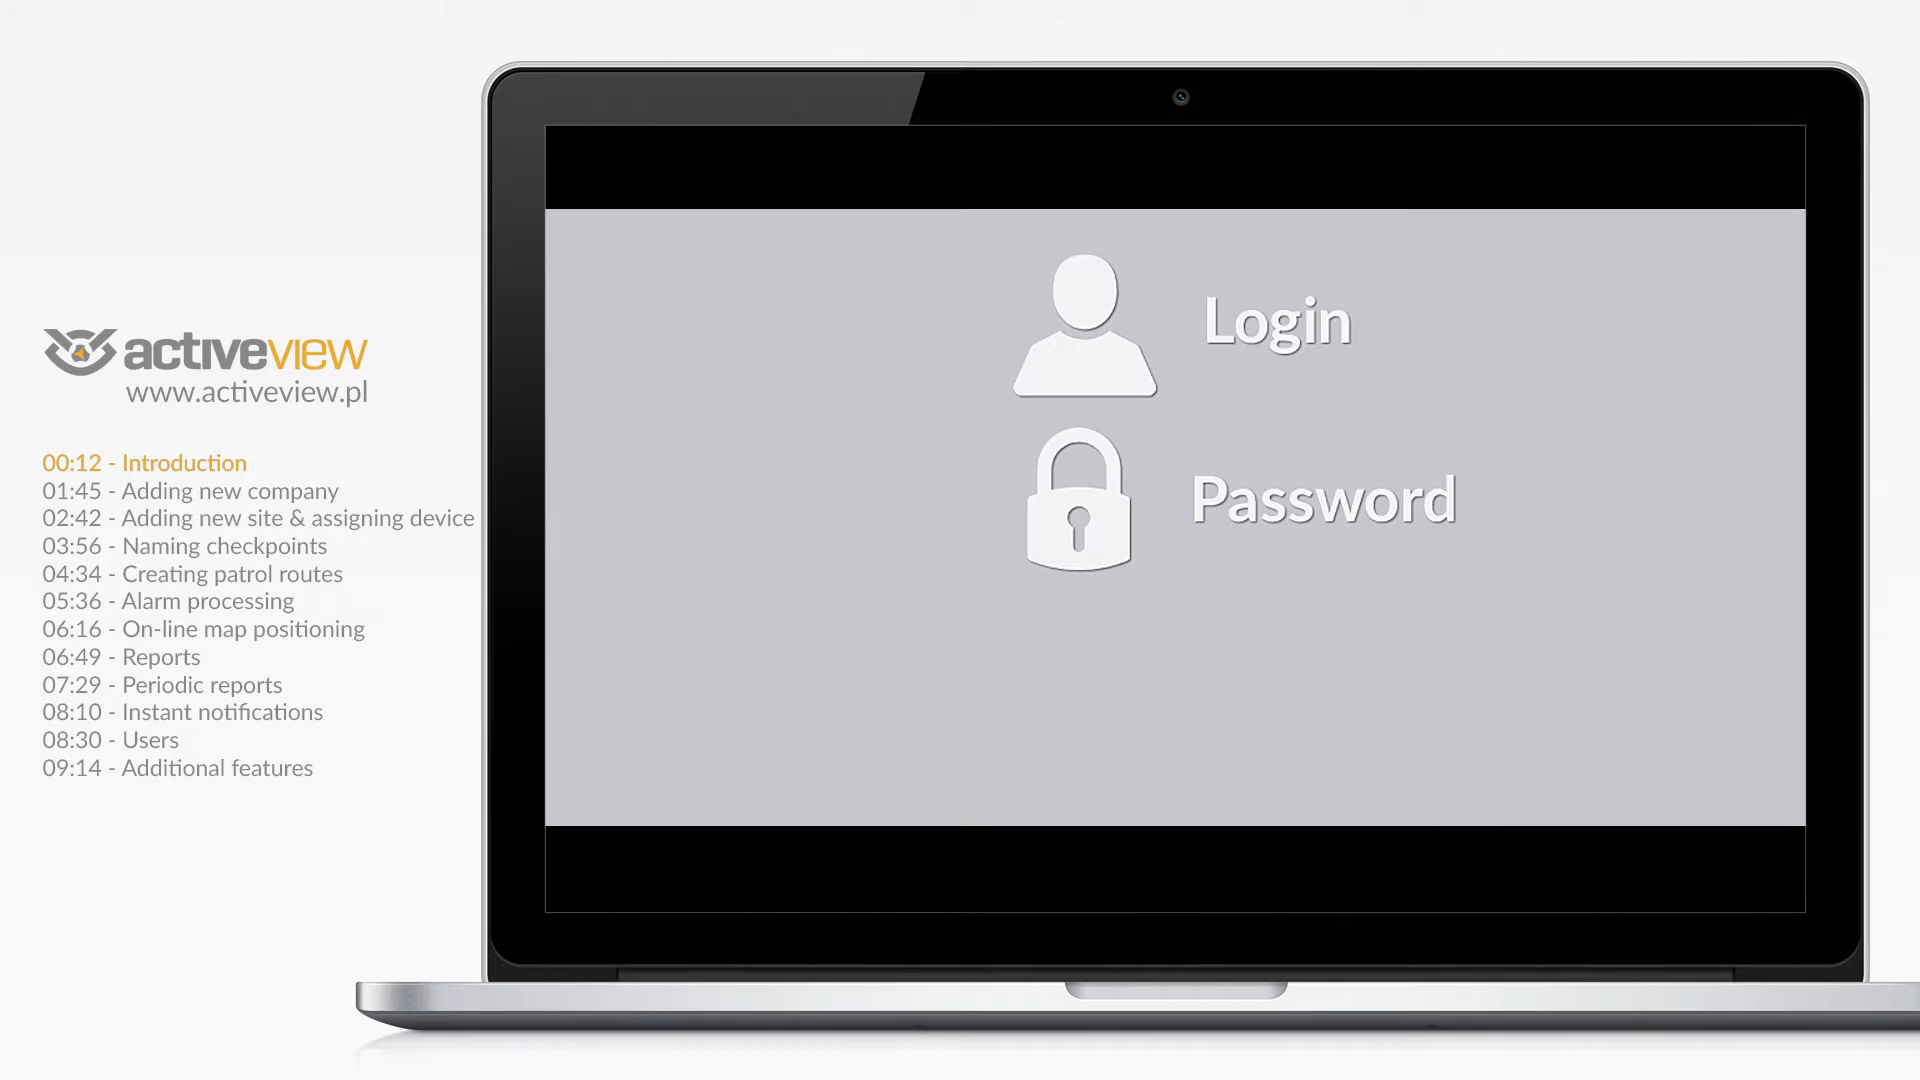 activeview
www.activeview.pl
00:12 - Introduction
01:45 - Adding new company
02:42 - Adding new site & assigning device
03:56 - Naming checkpoints
04:34 - Creating patrol routes
05:36 - Alarm processing
06:16 - On-line map positioning
06:49 - Reports
07:29 - Periodic reports
08:10 - Instant notifications
08:30 - Users
09:14 - Additional features
Login
Password